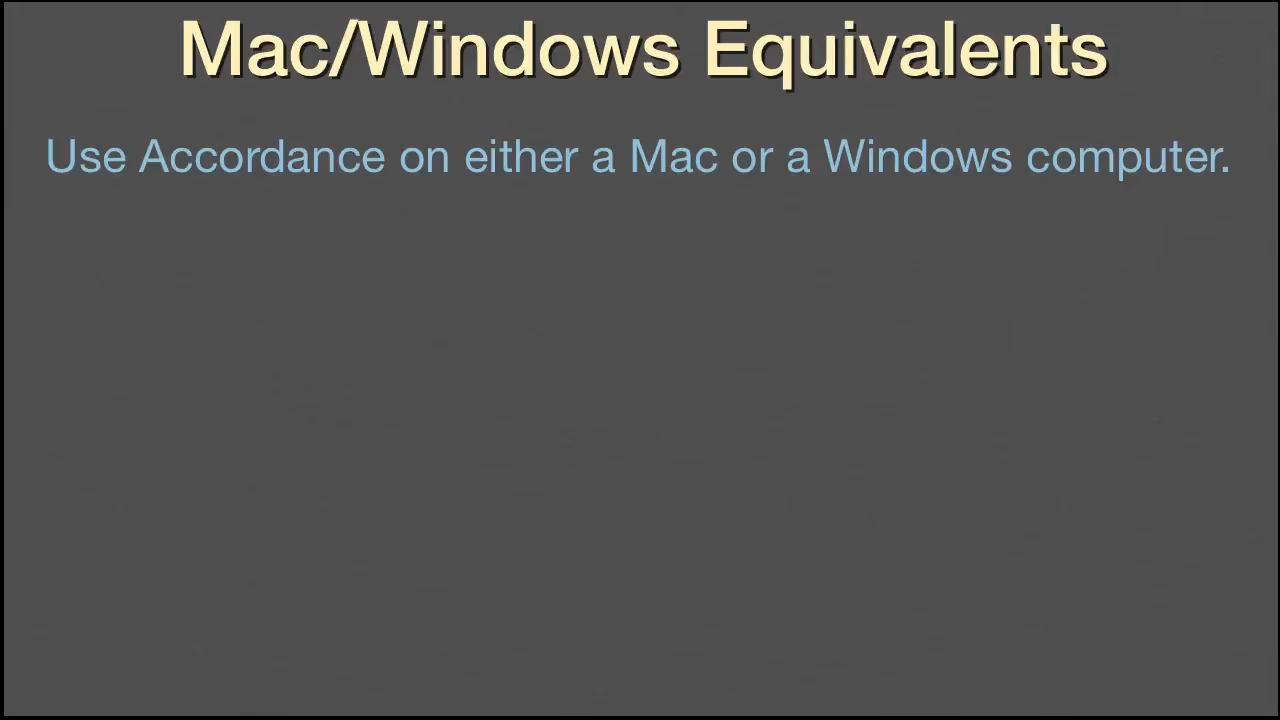 Mac/Windows Equivalents
Use Accordance on either a Mac or a Windows computer.